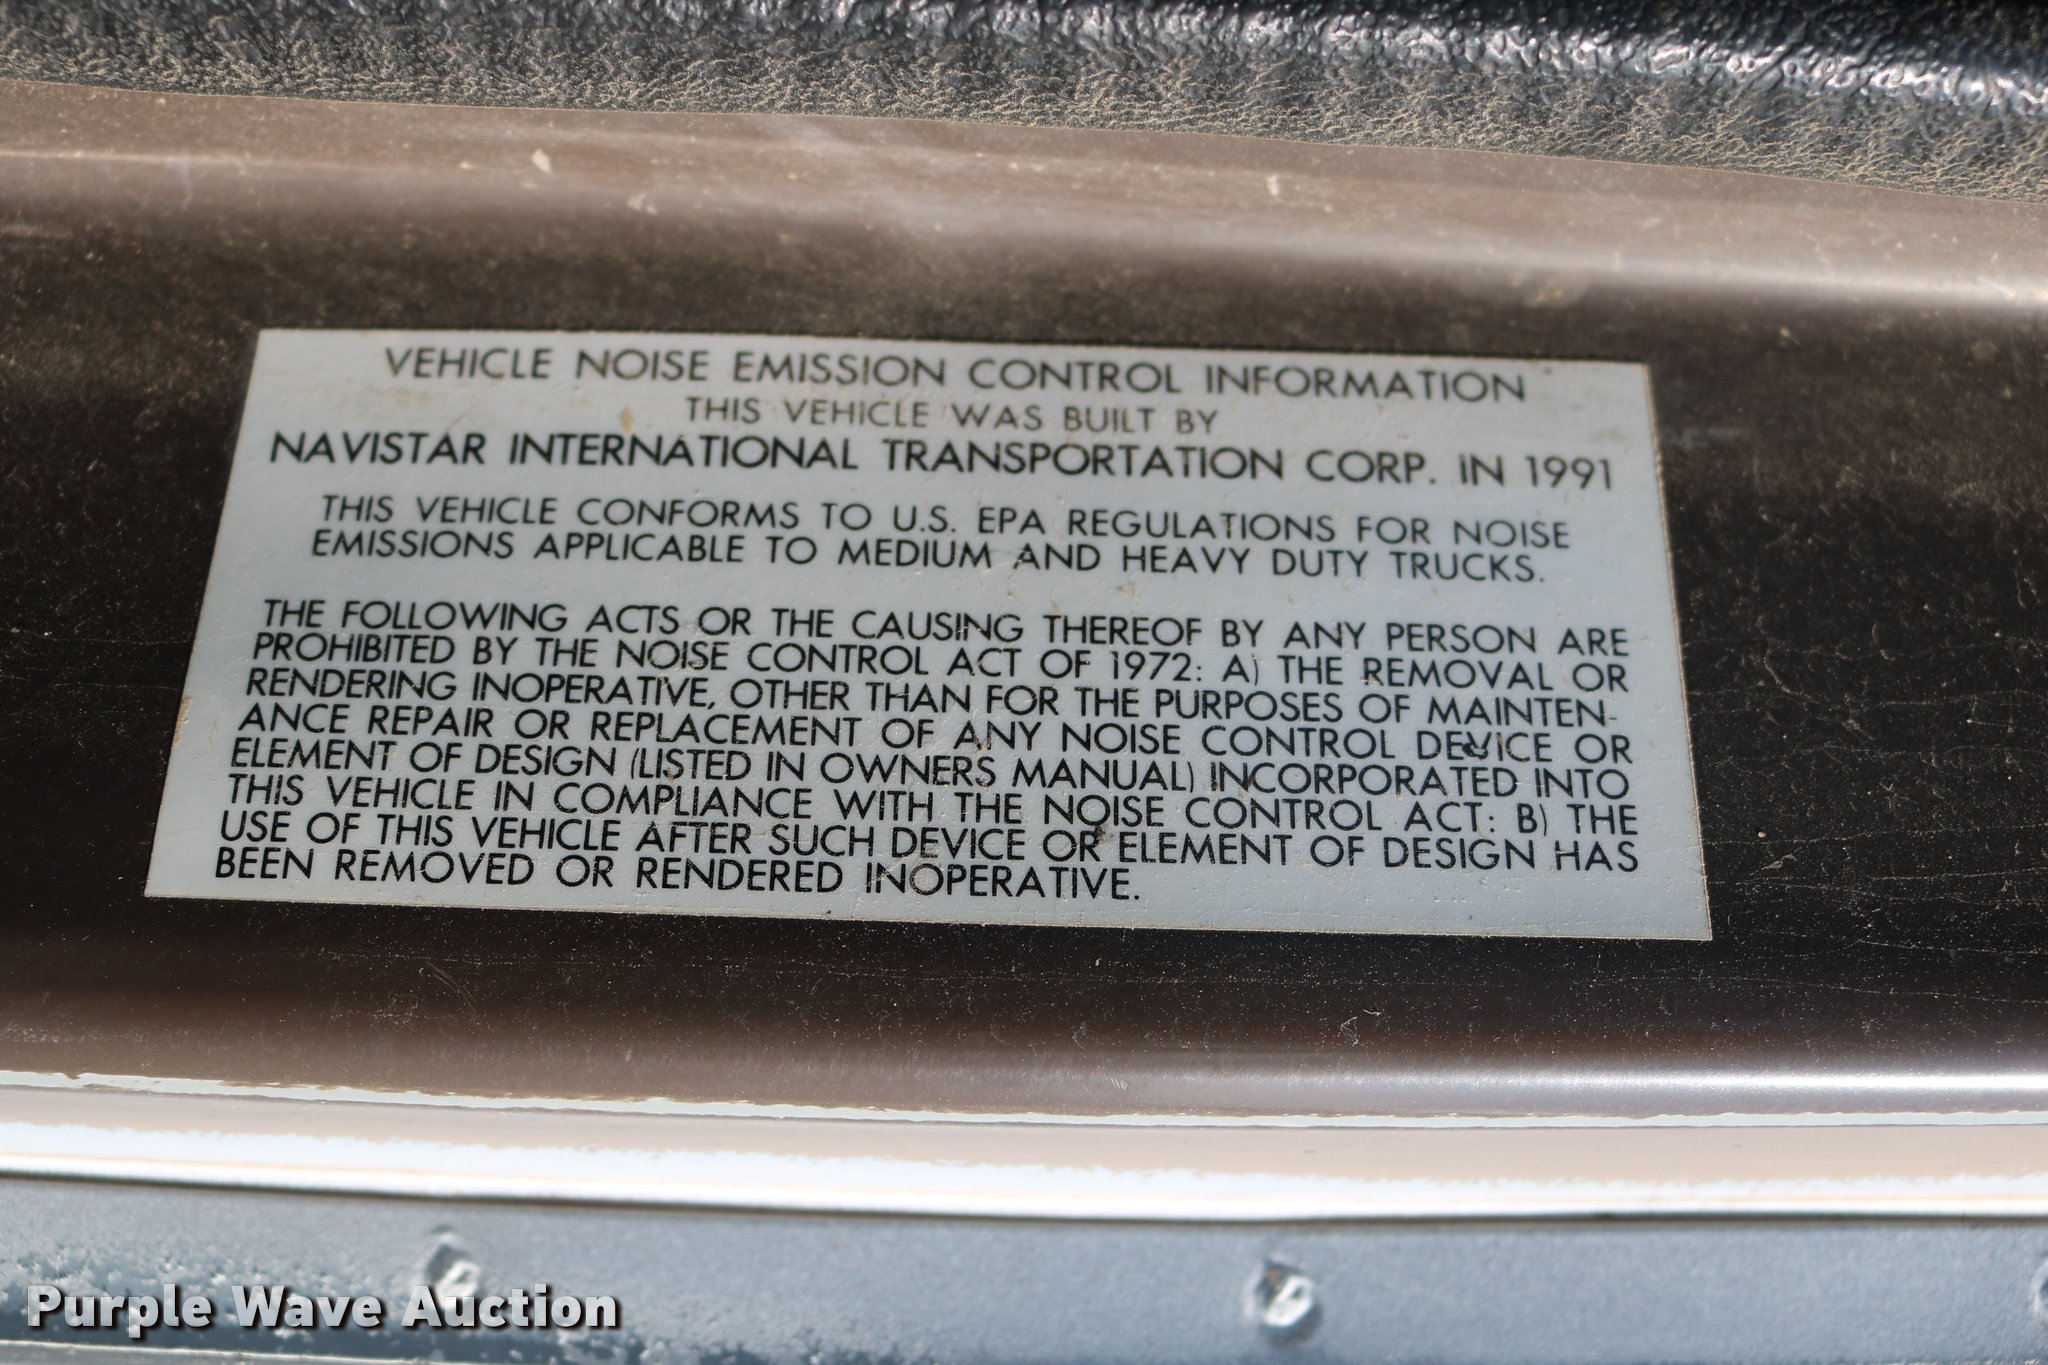 VEHICLE NOISE EMISSION CONTROL INFORMATION
THIS VEHICLE WAS BUILT BY
NAVISTAR INTERNATIONAL TRANSPORTATION CORP. IN 1991
THIS VEHICLE CONFORMS TO U.S. EPA REGULATIONS FOR NOISE
EMISSIONS APPLICABLE TO MEDIUM AND HEAVY DUTY TRUCKS.
THE FOLLOWING ACTS OR THE CAUSING THEREOF BY ANY PERSON ARE
PROHIBITED BY THE NOISE CONTROL ACT OF 1972: A) THE REMOVAL OR
RENDERING INOPERATIVE, OTHER THAN FOR THE PURPOSES OF MAINTEN-
ANCE REPAIR OR REPLACEMENT OF ANY NOISE CONTROL DEVICE OR
ELEMENT OF DESIGN (LISTED IN OWNERS MANUAL) INCORPORATED INTO
THIS VEHICLE IN COMPLIANCE WITH THE NOISE CONTROL ACT: B) THE
USE OF THIS VEHICLE AFTER SUCH DEVICE OR ELEMENT OF DESIGN HAS
BEEN REMOVED OR RENDERED INOPERATIVE.
Purple Wave Auction